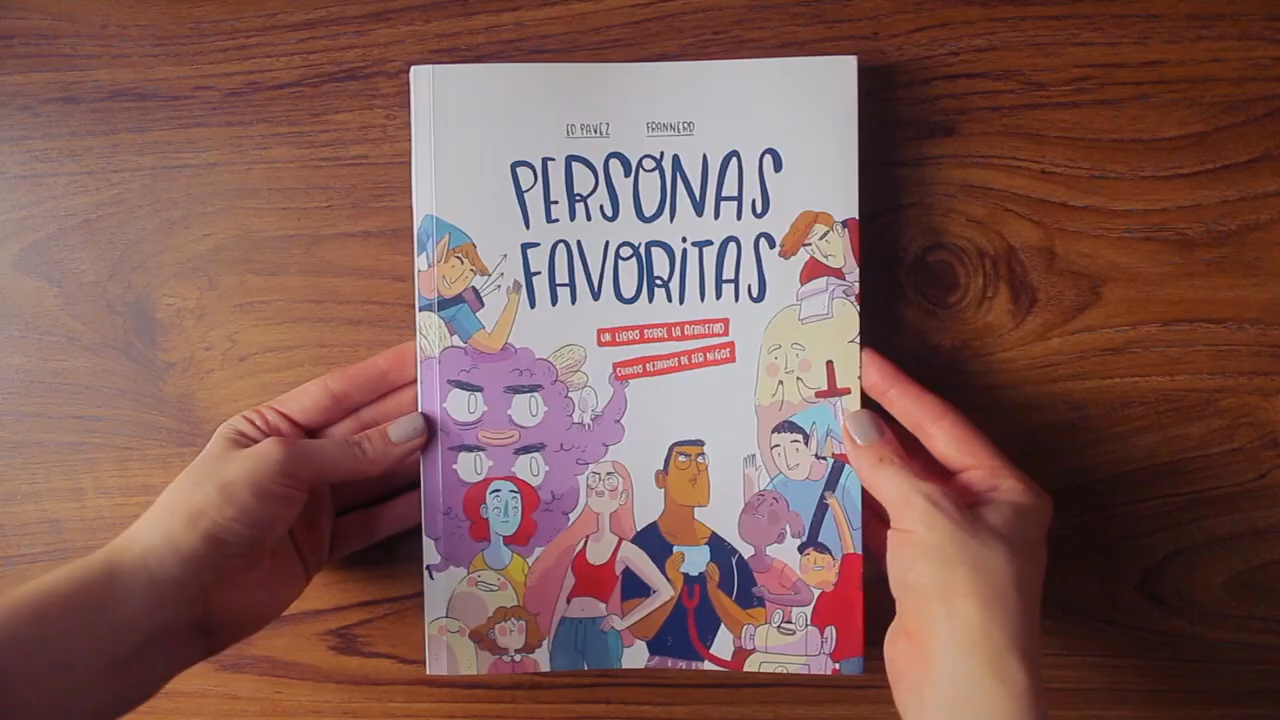 ED PAVEZ FRANNERD
PERSONAS
FAVORITAS
UN LIBRO SOBRE LA AMISTAD
CUANDO DEJAMOS DE SER NIÑOS